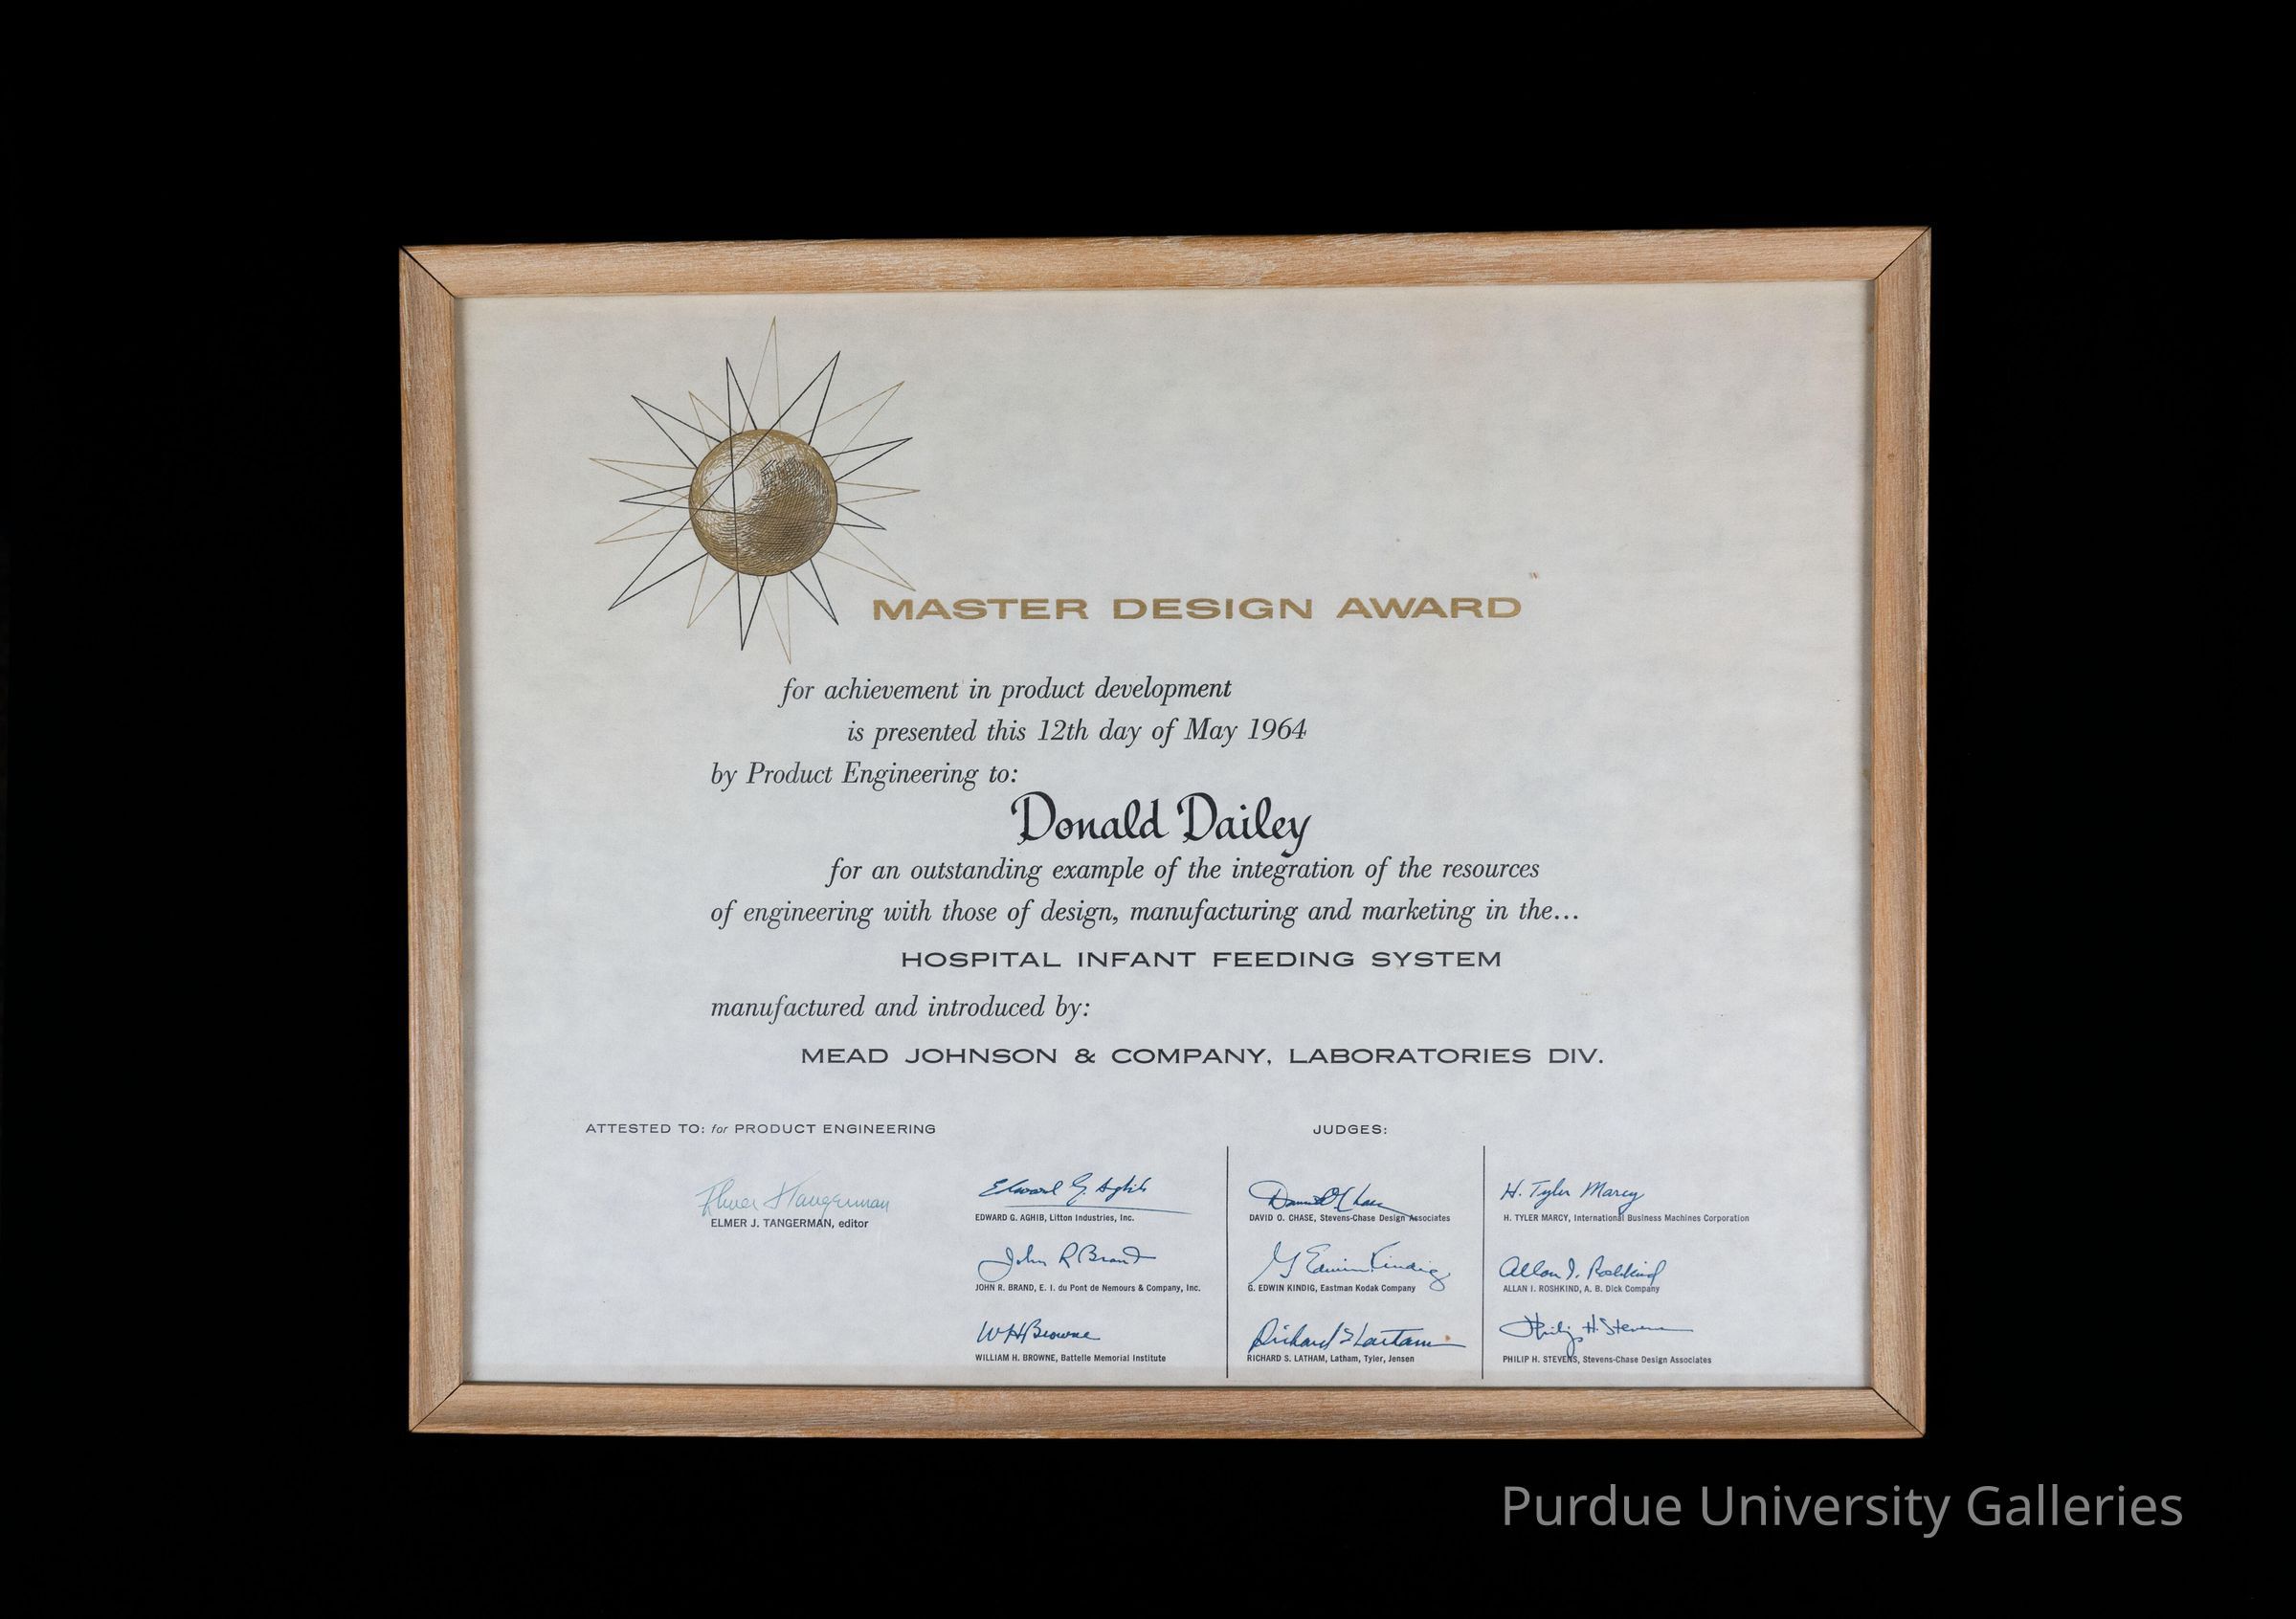 MASTER DESIGN AWARD
for achievement in product development
is presented this 12th day of May 1964
by Product Engineering to:
Donald Dailey
for an outstanding example of the integration of the resources
of engineering with those of design, manufacturing and marketing in the...
HOSPITAL INFANT FEEDING SYSTEM
manufactured and introduced by:
MEAD JOHNSON & COMPANY, LABORATORIES DIV.
ATTESTED TO: for PRODUCT ENGINEERING
Elmer J Tangerman
ELMER J. TANGERMAN, editor
JUDGES:
Edward G. Aghib
EDWARD G. AGHIB, Litton Industries, Inc.
John R Brand
JOHN R. BRAND, E. I. du Pont de Nemours & Company, Inc.
W H Browne
WILLIAM H. BROWNE, Battelle Memorial Institute
David O Chase
DAVID O. CHASE, Stevens-Chase Design Associates
G Edwin Kindig
G. EDWIN KINDIG, Eastman Kodak Company
Richard S Latham
RICHARD S. LATHAM, Latham, Tyler, Jensen
H. Tyler Marcy
H. TYLER MARCY, International Business Machines Corporation
Allan I. Roshkind
ALLAN I. ROSHKIND, A. B. Dick Company
Philip H. Stevens
PHILIP H. STEVENS, Stevens-Chase Design Associates
Purdue University Galleries